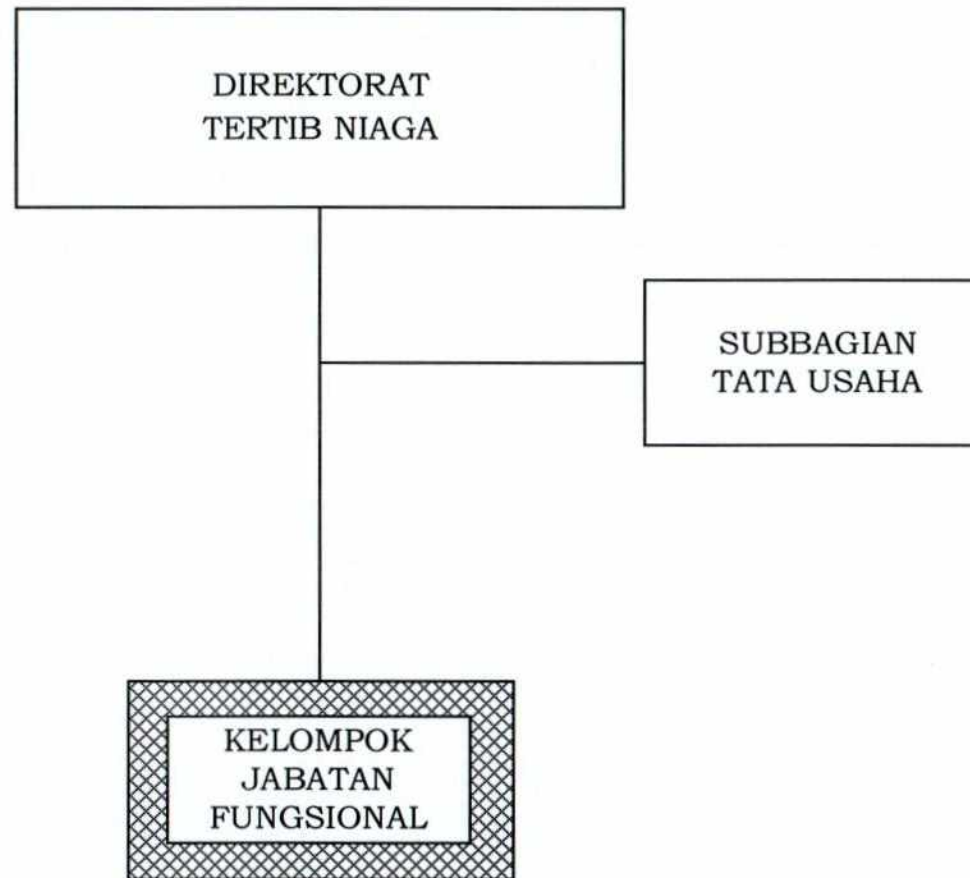 DIREKTORAT
TERTIB NIAGA
SUBBAGIAN
TATA USAHA
KELOMPOK
JABATAN
FUNGSIONAL